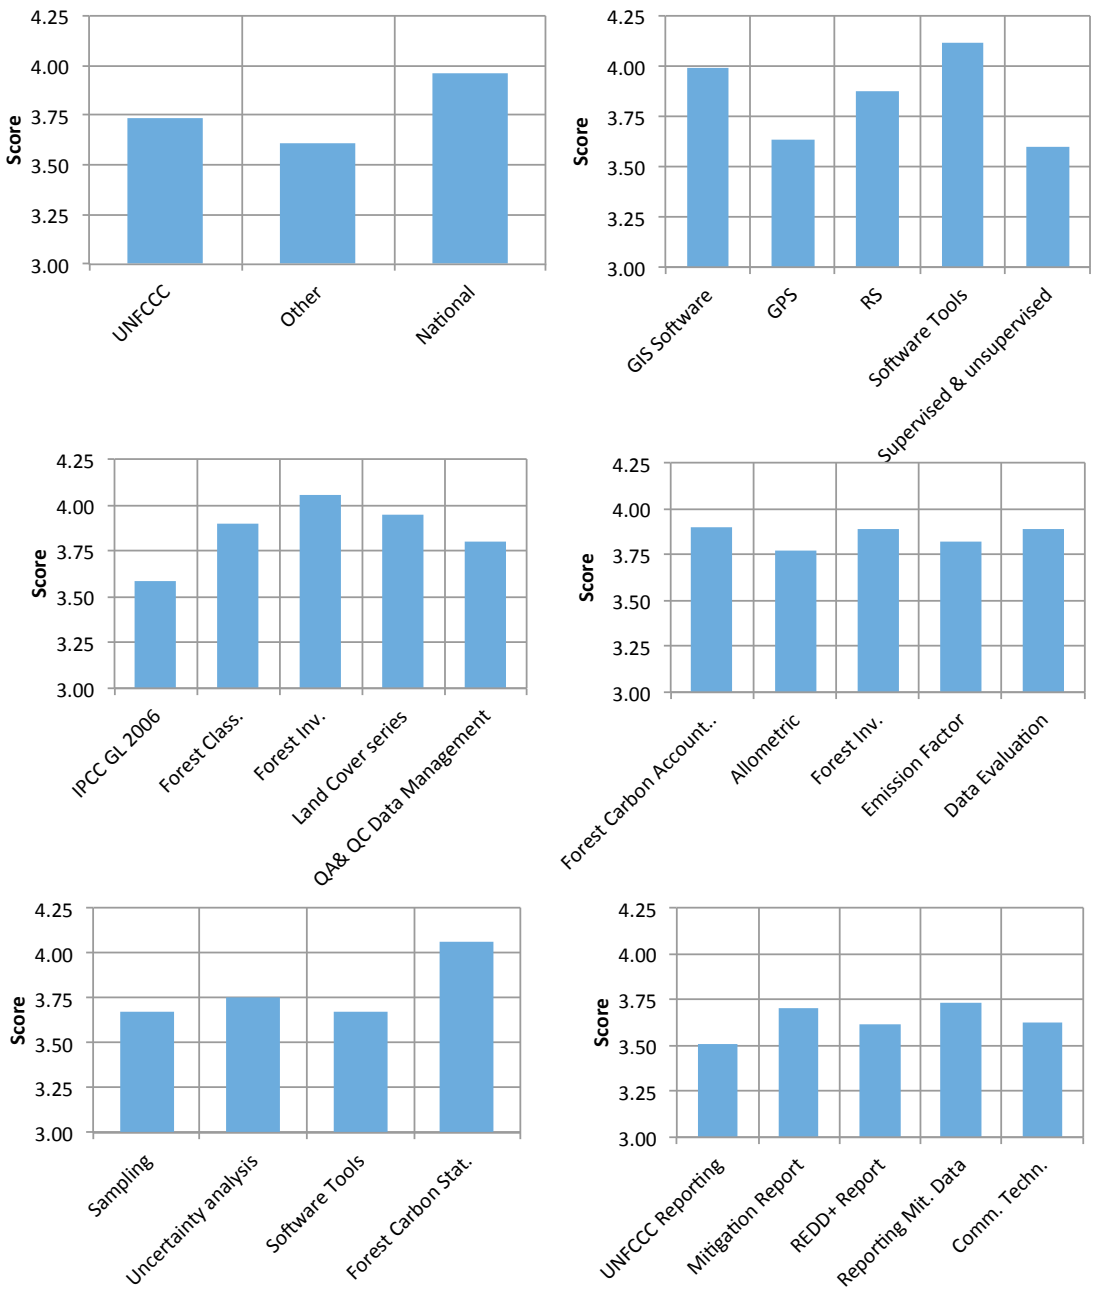 4.25
4.00
3.75
3.50
3.25
3.00
Score
UNFCCC
Other
National
4.25
4.00
3.75
3.50
3.25
3.00
Score
GIS Software
GPS
RS
Software Tools
Supervised & unsupervised
4.25
4.00
3.75
3.50
3.25
3.00
Score
IPCC GL 2006
Forest Class.
Forest Inv.
Land Cover series
QA& QC Data Management
4.25
4.00
3.75
3.50
3.25
3.00
Score
Forest Carbon Account..
Allometric
Forest Inv.
Emission Factor
Data Evaluation
4.25
4.00
3.75
3.50
3.25
3.00
Score
Sampling
Uncertainty analysis
Software Tools
Forest Carbon Stat.
4.25
4.00
3.75
3.50
3.25
3.00
Score
UNFCCC Reporting
Mitigation Report
REDD+ Report
Reporting Mit. Data
Comm. Techn.